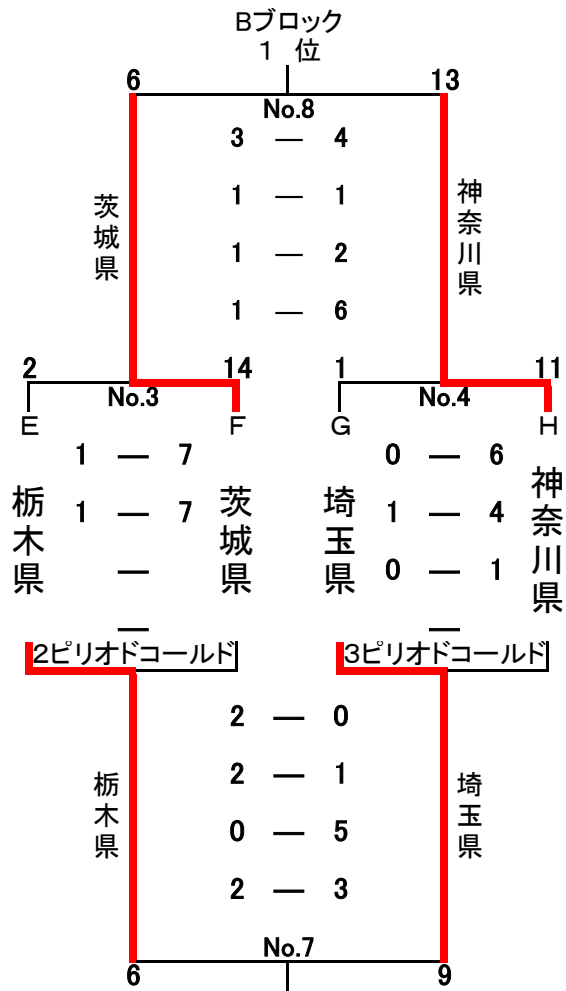 Bブロック
1 位
6 13
No.8
3 — 4
1 — 1
1 — 2
1 — 6
茨城県
神奈川県
2 14 1 11
No.3 No.4
E F G H
1 — 7
1 — 7
—
—
0 — 6
1 — 4
0 — 1
—
栃木県
茨城県
埼玉県
神奈川県
2ピリオドコールド 3ピリオドコールド
2 — 0
2 — 1
0 — 5
2 — 3
栃木県
埼玉県
No.7
6 9